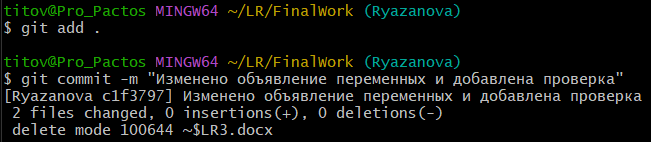 titov@Pro_Pactos MINGW64 ~/LR/FinalWork (Ryazanova)
$ git add .
titov@Pro_Pactos MINGW64 ~/LR/FinalWork (Ryazanova)
$ git commit -m "Изменено объявление переменных и добавлена проверка"
[Ryazanova c1f3797] Изменено объявление переменных и добавлена проверка
 2 files changed, 0 insertions(+), 0 deletions(-)
 delete mode 100644 ~$LR3.docx